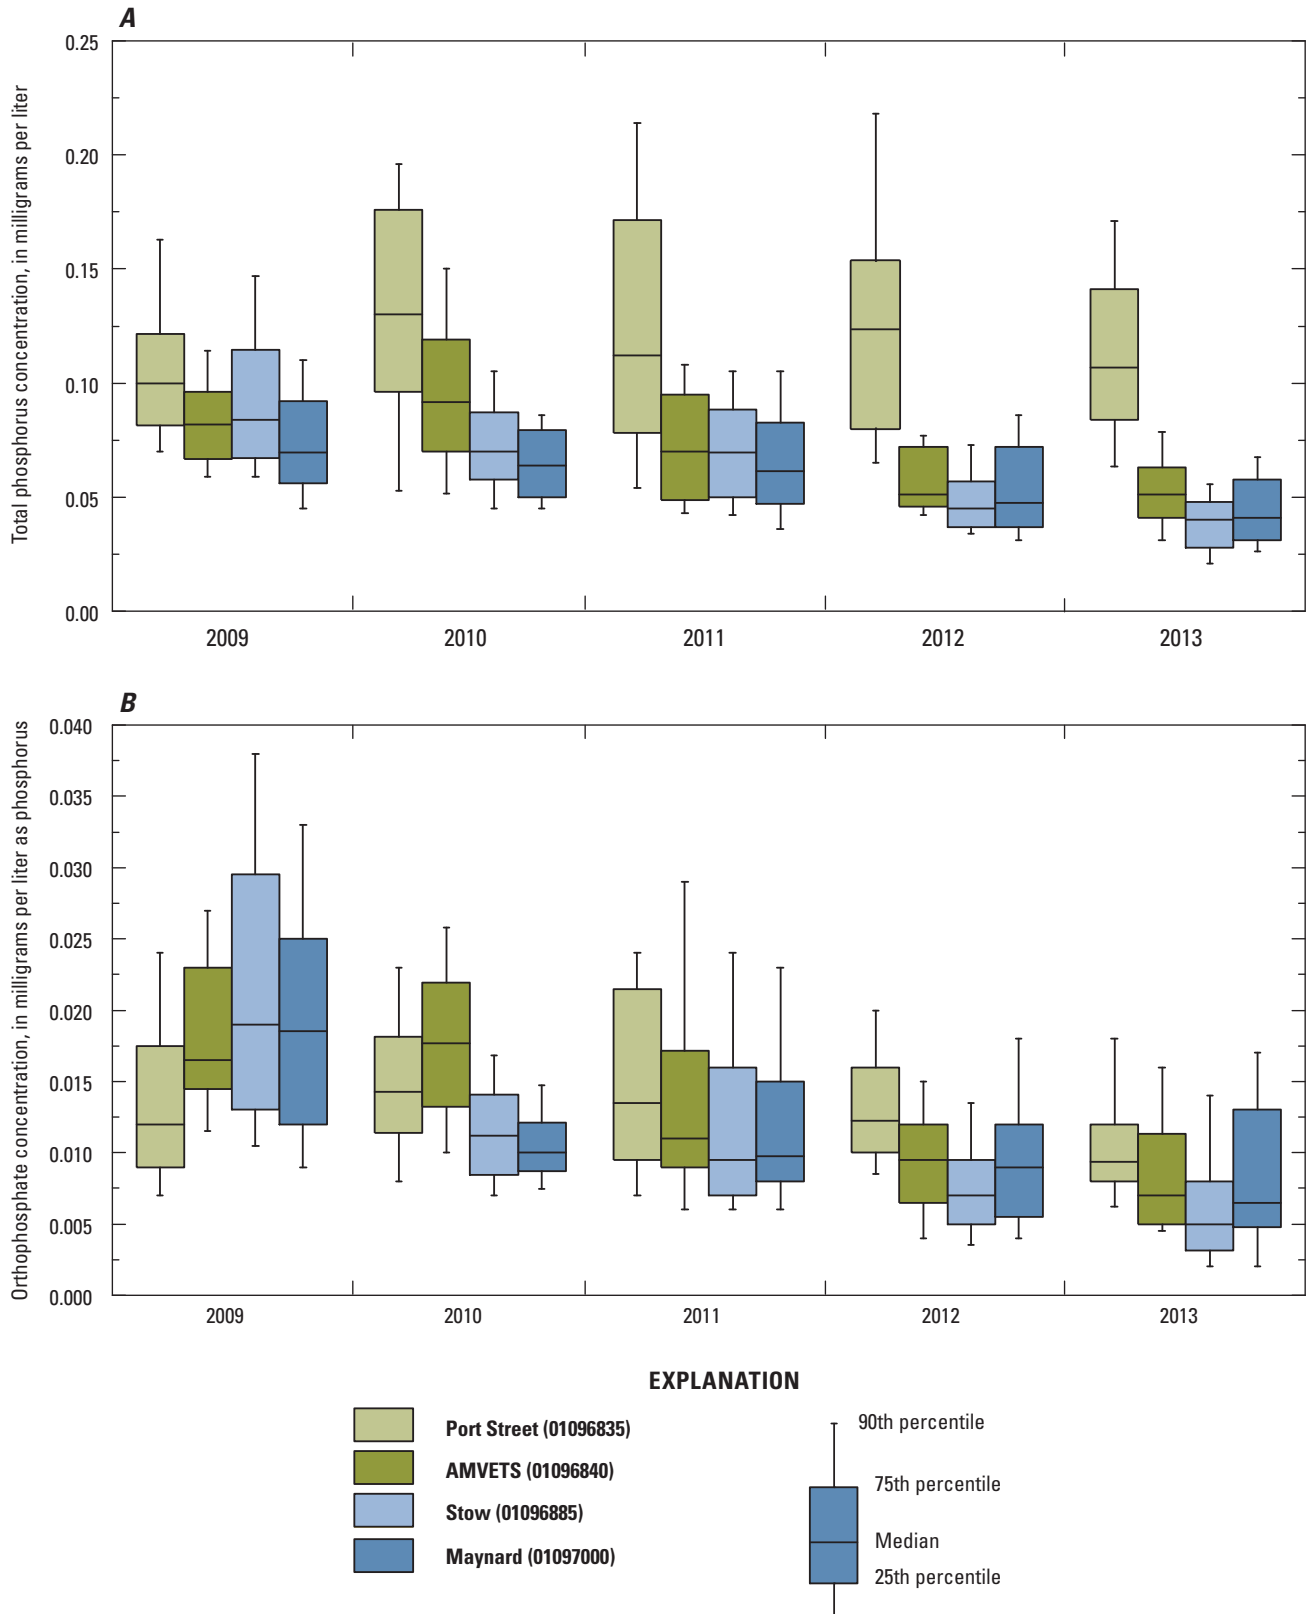 A
0.25
0.20
0.15
0.10
0.05
0.00
Total phosphorus concentration, in milligrams per liter
2009 2010 2011 2012 2013
B
0.040
0.035
0.030
0.025
0.020
0.015
0.010
0.005
0.000
Orthophosphate concentration, in milligrams per liter as phosphorus
2009 2010 2011 2012 2013
EXPLANATION
Port Street (01096835)
AMVETS (01096840)
Stow (01096885)
Maynard (01097000)
90th percentile
75th percentile
Median
25th percentile